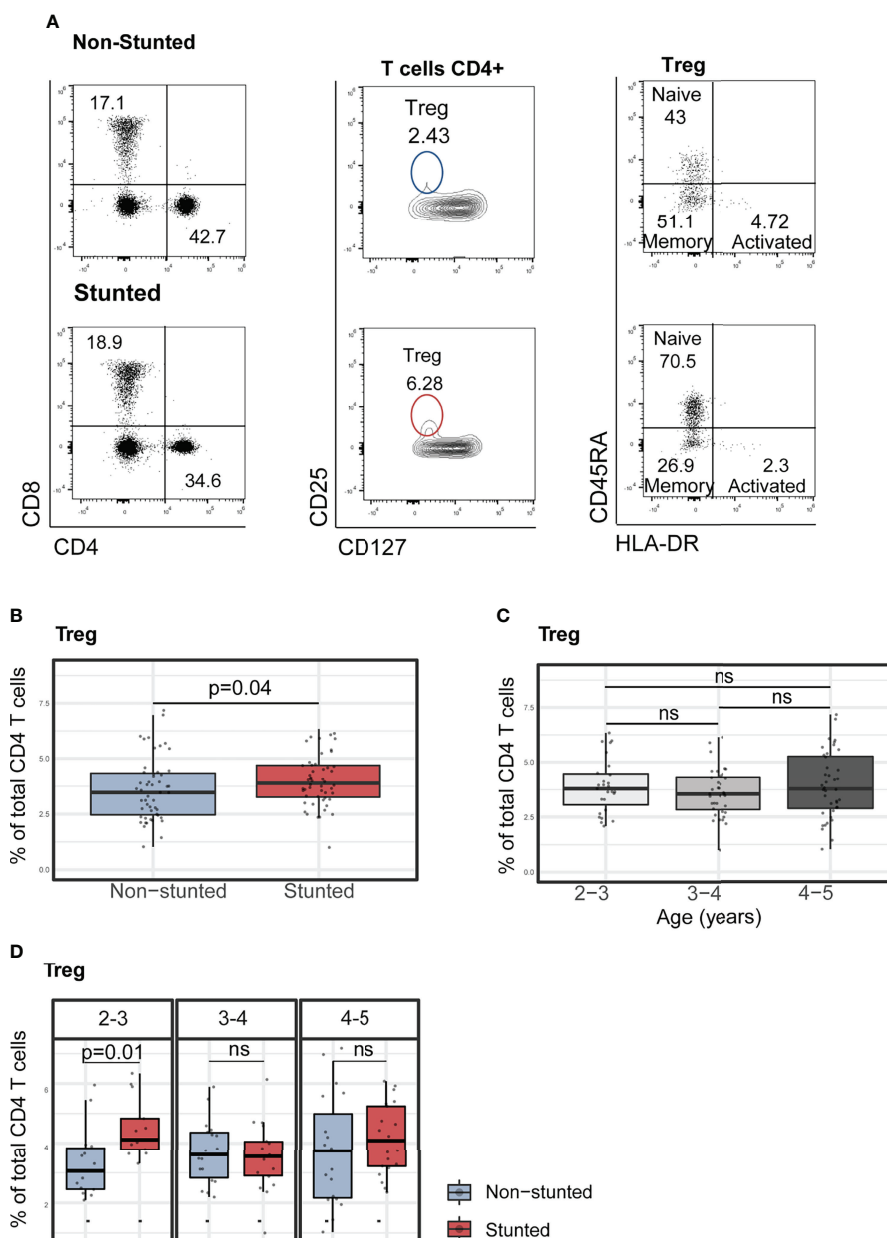 A
Non-Stunted
T cells CD4+
Treg
17.1
42.7
Treg
2.43
Naive
43
51.1
Memory
4.72
Activated
Stunted
18.9
34.6
Treg
6.28
Naive
70.5
26.9
Memory
2.3
Activated
CD8
CD4
CD25
CD127
CD45RA
HLA-DR
B
Treg
% of total CD4 T cells
7.5
5.0
2.5
0.0
p=0.04
Non−stunted
Stunted
C
Treg
% of total CD4 T cells
7.5
5.0
2.5
0.0
ns
ns
ns
2−3
3−4
4−5
Age (years)
D
Treg
% of total CD4 T cells
6
4
2
2-3
3-4
4-5
p=0.01
ns
ns
Non−stunted
Stunted